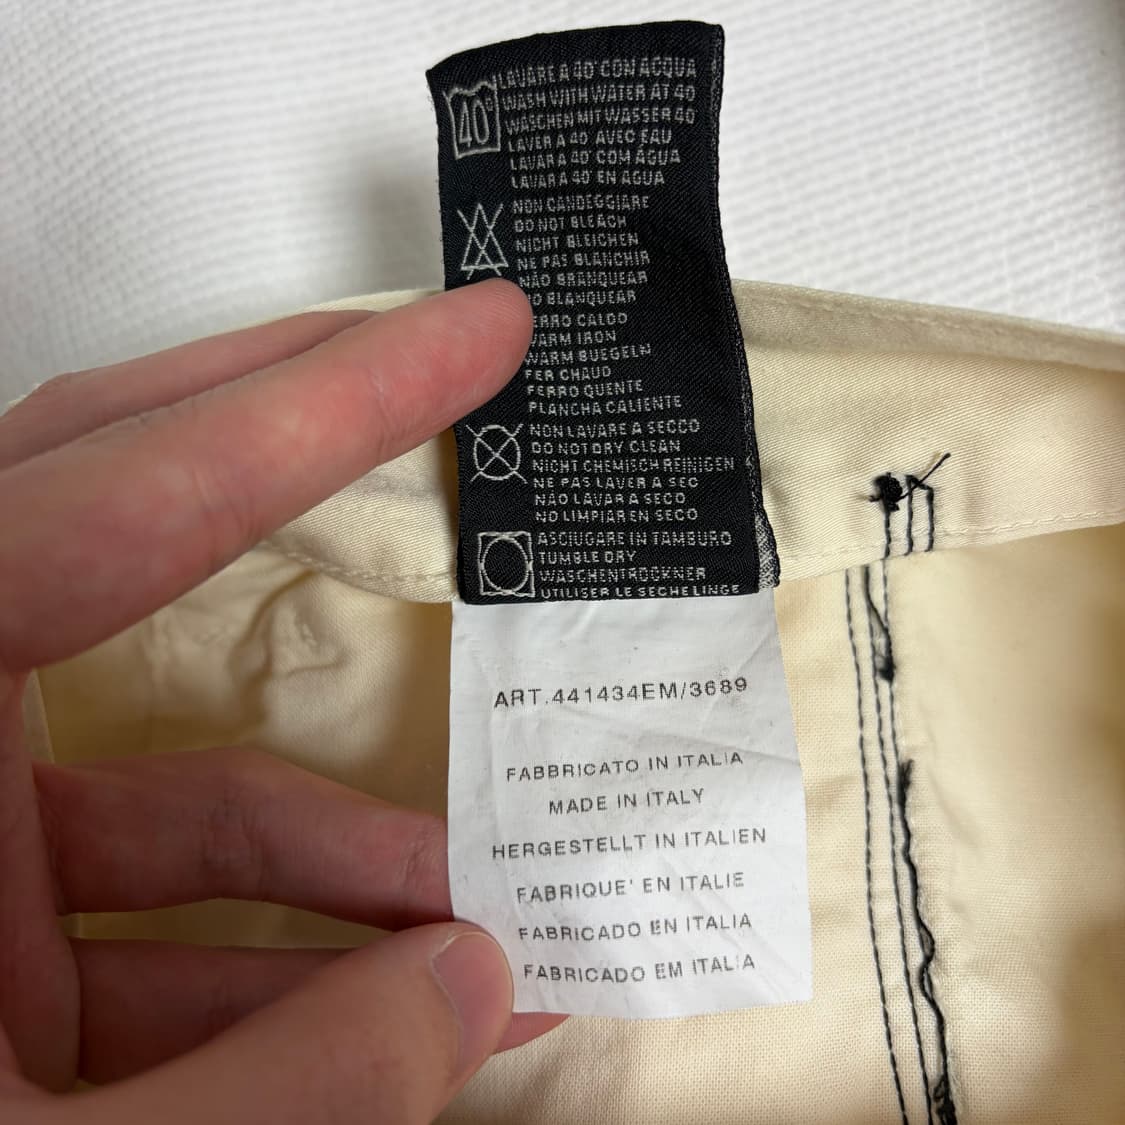 40°
LAVARE A 40° CON ACQUA
WASH WITH WATER AT 40
WASCHEN MIT WASSER 40
LAVER A 40° AVEC EAU
LAVAR A 40° COM AGUA
LAVAR A 40° EN AGUA
NON CANDEGGIARE
DO NOT BLEACH
NICHT BLEICHEN
NE PAS BLANCHIR
NÃO BRANQUEAR
BLANQUEAR
CALDO
IRON
WARM BUEGELN
FER CHAUD
FERRO QUENTE
PLANCHA CALIENTE
NON LAVARE A SECCO
DO NOT DRY CLEAN
NICHT CHEMISCH REINIGEN
NE PAS LAVER A SEC
NÃO LAVAR A SECO
NO LIMPIAR EN SECO
ASCIUGARE IN TAMBURO
TUMBLE DRY
WASCHENTROCKNER
UTILISER LE SECHE LINGE
ART.441434EM/3689
FABBRICATO IN ITALIA
MADE IN ITALY
HERGESTELLT IN ITALIEN
FABRIQUE' EN ITALIE
FABRICADO EN ITALIA
FABRICADO EM ITALIA